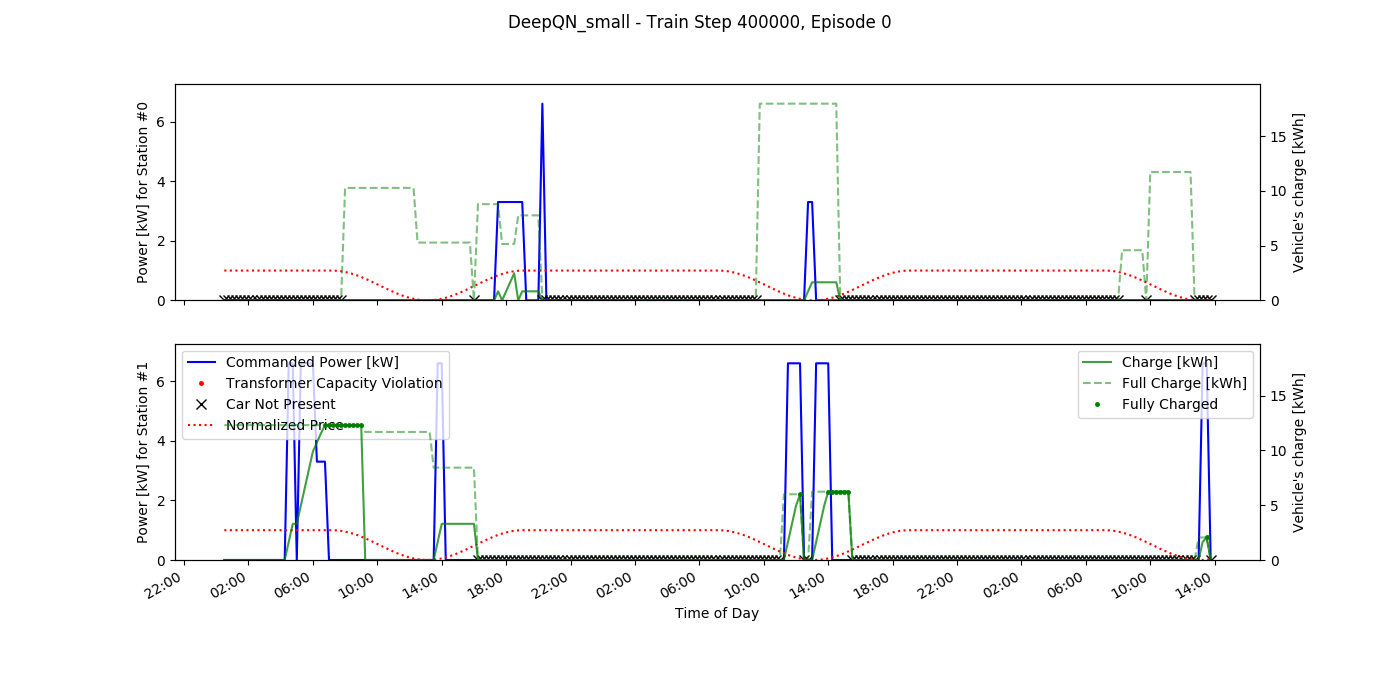 DeepQN_small - Train Step 400000, Episode 0
Power [kW] for Station #0
6
4
2
0
15
10
5
0
Vehicle's charge [kWh]
Power [kW] for Station #1
6
4
2
0
Commanded Power [kW]
Transformer Capacity Violation
Car Not Present
Normalized Price
Charge [kWh]
Full Charge [kWh]
Fully Charged
15
10
5
0
Vehicle's charge [kWh]
22:00 02:00 06:00 10:00 14:00 18:00 22:00 02:00 06:00 10:00 14:00 18:00 22:00 02:00 06:00 10:00 14:00
Time of Day